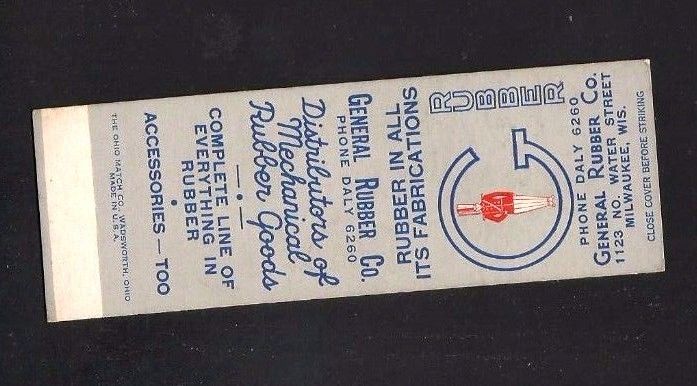 RUBBER IN ALL
ITS FABRICATIONS
G
RUBBER
PHONE DALY 6260
GENERAL RUBBER CO.
1123 NO. WATER STREET
MILWAUKEE, WIS.
CLOSE COVER BEFORE STRIKING
GENERAL RUBBER CO.
PHONE DALY 6260
Distributors of
Mechanical
Rubber Goods
COMPLETE LINE OF
EVERYTHING IN
RUBBER
ACCESSORIES — TOO
THE OHIO MATCH CO., WADSWORTH, OHIO
MADE IN U.S.A.